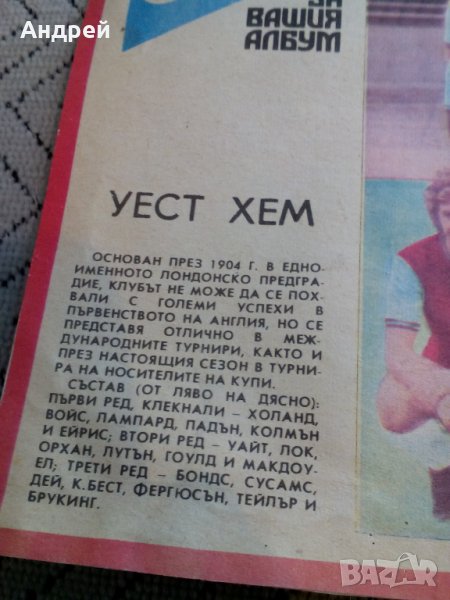 Андрей
ЗА
ВАШИЯ
АЛБУМ
УЕСТ ХЕМ
ОСНОВАН ПРЕЗ 1904 Г. В ЕДНО-
ИМЕННОТО ЛОНДОНСКО ПРЕДГРА-
ДИЕ, КЛУБЪТ НЕ МОЖЕ ДА СЕ ПОХ-
ВАЛИ С ГОЛЕМИ УСПЕХИ В
ПЪРВЕНСТВОТО НА АНГЛИЯ, НО СЕ
ПРЕДСТАВЯ ОТЛИЧНО В МЕЖ-
ДУНАРОДНИТЕ ТУРНИРИ, КАКТО И
ПРЕЗ НАСТОЯЩИЯ СЕЗОН В ТУРНИ-
РА НА НОСИТЕЛИТЕ НА КУПИ.
СЪСТАВ (ОТ ЛЯВО НА ДЯСНО):
ПЪРВИ РЕД, КЛЕКНАЛИ – ХОЛАНД,
ВОЙС, ЛАМПАРД, ПАДЪН, КОЛМЪН
И ЕЙРИС; ВТОРИ РЕД – УАЙТ, ЛОК,
ОРХАН, ЛУТЪН, ГОУЛД И МАКДОУ-
ЕЛ; ТРЕТИ РЕД – БОНДС, СУСАМС,
ДЕЙ, К.БЕСТ, ФЕРГЮСЪН, ТЕЙЛЪР И
БРУКИНГ.
BAZAR